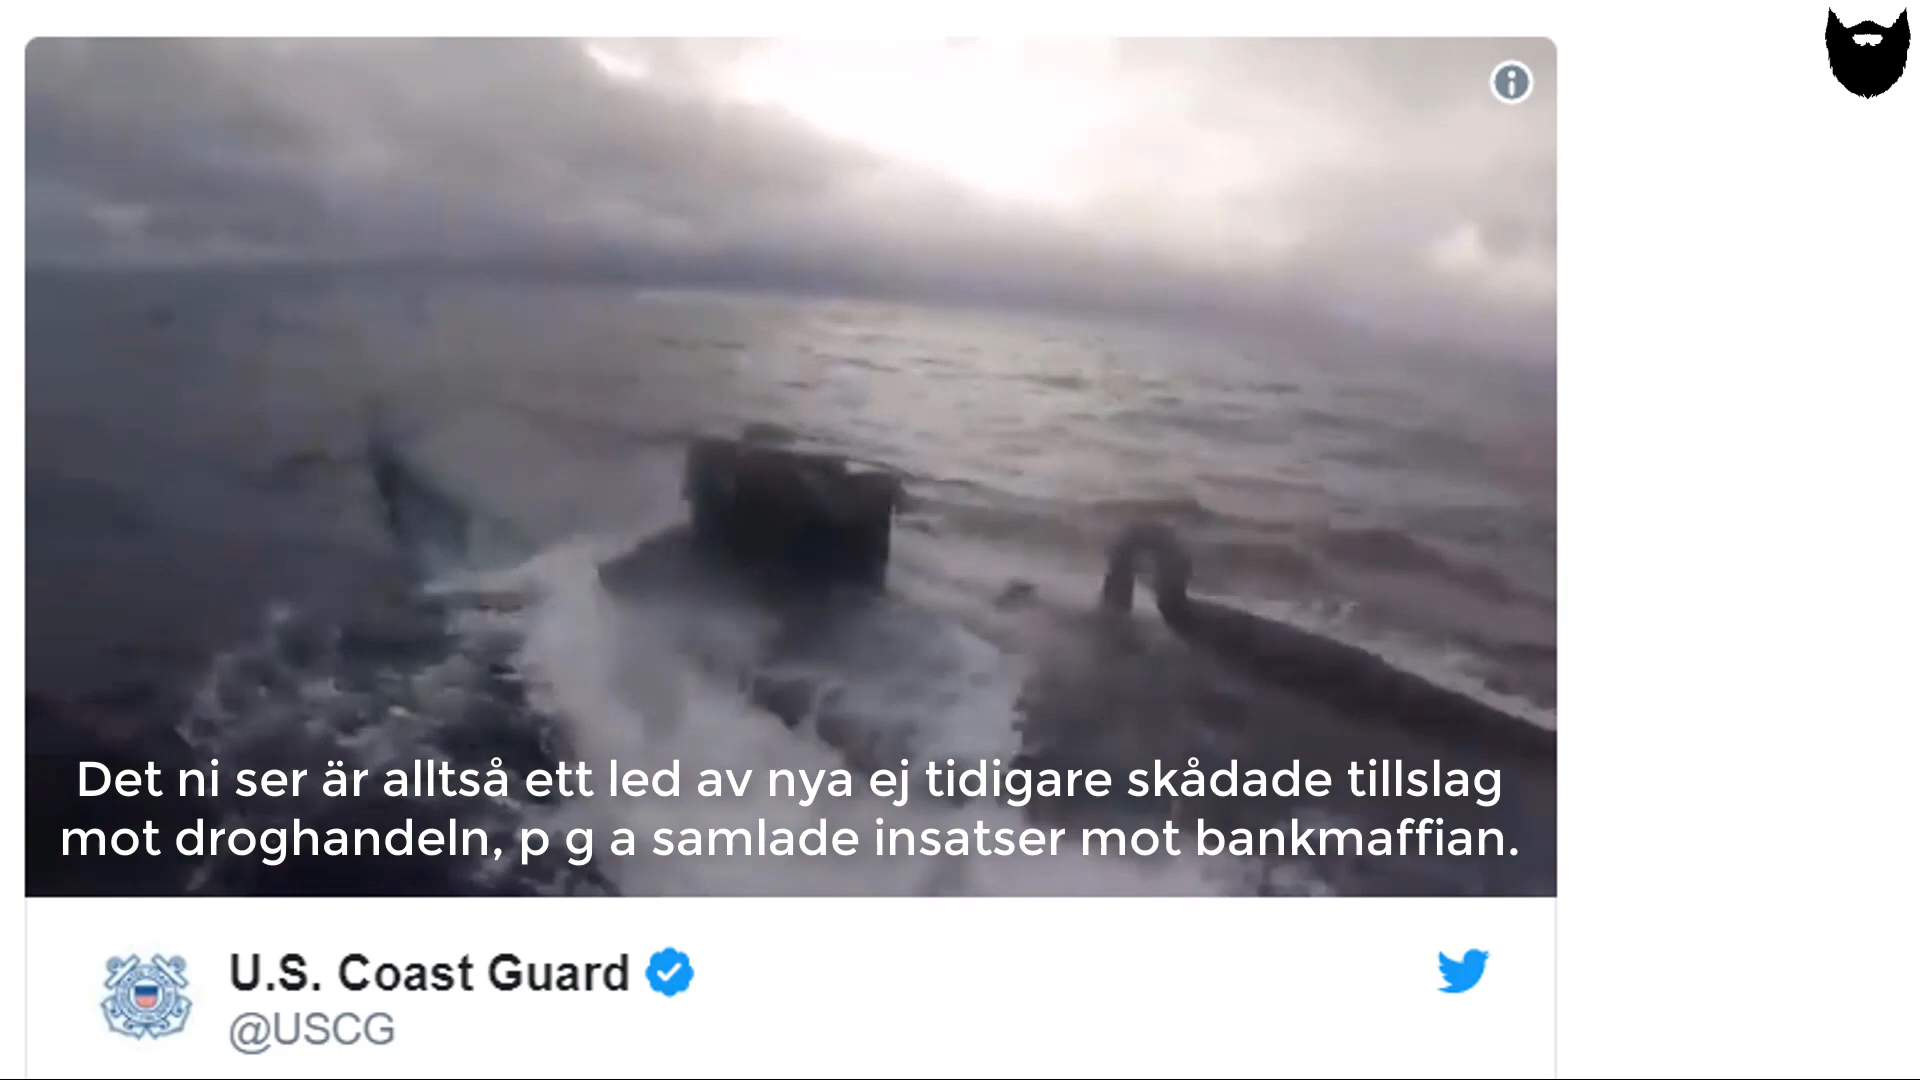 Det ni ser är alltså ett led av nya ej tidigare skådade tillslag
mot droghandeln, p g a samlade insatser mot bankmaffian.
U.S. Coast Guard
@USCG